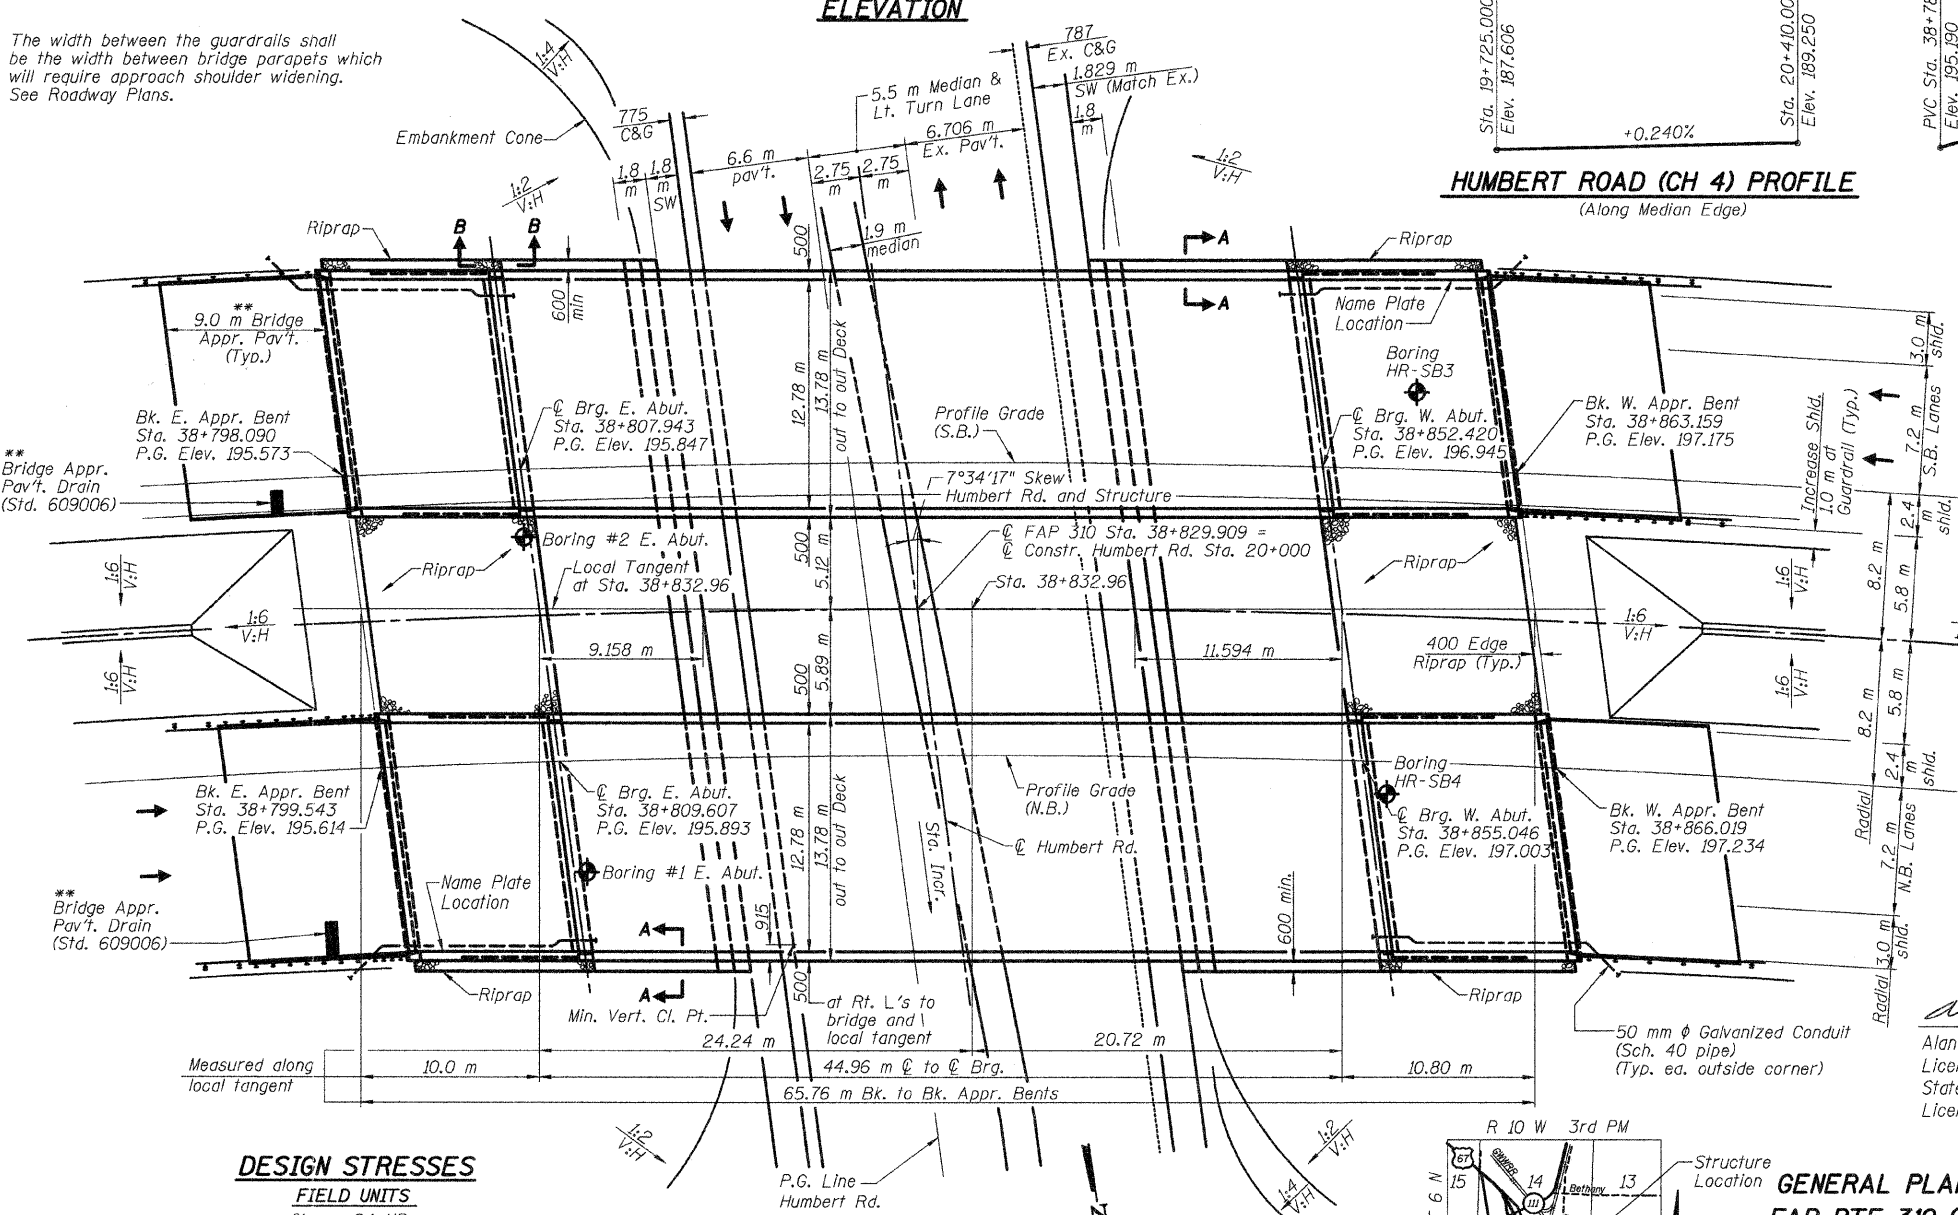 ELEVATION
The width between the guardrails shall
be the width between bridge parapets which
will require approach shoulder widening.
See Roadway Plans.
1:4
V:H
775
C&G
Embankment Cone
1.8
m
1.8
m
SW
6.6 m
pav't.
5.5 m Median &
Lt. Turn Lane
6.706 m
Ex. Pav't.
2.75
m
2.75
m
1.9 m
median
787
Ex. C&G
1.829 m
SW (Match Ex.)
1.8
m
1:2
V:H
1:2
V:H
Sta. 19+725.000
Elev. 187.606
+0.240%
Sta. 20+410.00
Elev. 189.250
PVC Sta. 38+78
Elev. 195.190
HUMBERT ROAD (CH 4) PROFILE
(Along Median Edge)
Riprap
B
B
600
min
500
A
A
Riprap
Name Plate
Location
**
9.0 m Bridge
Appr. Pav't.
(Typ.)
12.78 m
13.78 m
out to out Deck
Boring
HR-SB3
3.0 m
shld.
Bk. E. Appr. Bent
Sta. 38+798.090
P.G. Elev. 195.573
℄ Brg. E. Abut.
Sta. 38+807.943
P.G. Elev. 195.847
Profile Grade
(S.B.)
℄ Brg. W. Abut.
Sta. 38+852.420
P.G. Elev. 196.945
Bk. W. Appr. Bent
Sta. 38+863.159
P.G. Elev. 197.175
Increase Shld.
1.0 m at
Guardrail (Typ.)
7.2 m
S.B. Lanes
**
Bridge Appr.
Pav't. Drain
(Std. 609006)
7°34'17" Skew
Humbert Rd. and Structure
2.4
m
shld.
Boring #2 E. Abut.
500
5.12 m
℄ FAP 310 Sta. 38+829.909 =
℄ Constr. Humbert Rd. Sta. 20+000
Riprap
Local Tangent
at Sta. 38+832.96
Sta. 38+832.96
Riprap
1:6
V:H
1:6
V:H
1:6
V:H
1:6
V:H
1:6
V:H
1:6
V:H
8.2 m
5.8 m
9.158 m
500
5.89 m
11.594 m
400 Edge
Riprap (Typ.)
8.2 m
5.8 m
Bk. E. Appr. Bent
Sta. 38+799.543
P.G. Elev. 195.614
℄ Brg. E. Abut.
Sta. 38+809.607
P.G. Elev. 195.893
12.78 m
13.78 m
out to out Deck
Profile Grade
(N.B.)
Boring
HR-SB4
℄ Brg. W. Abut.
Sta. 38+855.046
P.G. Elev. 197.003
Bk. W. Appr. Bent
Sta. 38+866.019
P.G. Elev. 197.234
2.4
m
shld.
Radial
7.2 m
N.B. Lanes
Sta. Incr.
℄ Humbert Rd.
Boring #1 E. Abut.
Name Plate
Location
**
Bridge Appr.
Pav't. Drain
(Std. 609006)
A
A
915
600 min.
3.0 m
shld.
Radial
Riprap
Min. Vert. Cl. Pt.
500
at Rt. L's to
bridge and
local tangent
Riprap
50 mm ϕ Galvanized Conduit
(Sch. 40 pipe)
(Typ. ea. outside corner)
24.24 m
20.72 m
Measured along
local tangent
10.0 m
44.96 m ℄ to ℄ Brg.
10.80 m
65.76 m Bk. to Bk. Appr. Bents
Alan
Licen
State
Licen
1:2
V:H
1:2
V:H
1:4
V:H
P.G. Line
Humbert Rd.
DESIGN STRESSES
FIELD UNITS
R 10 W 3rd PM
67
15
14
13
Bethany
111
6 N
Structure
Location
GENERAL PLAN